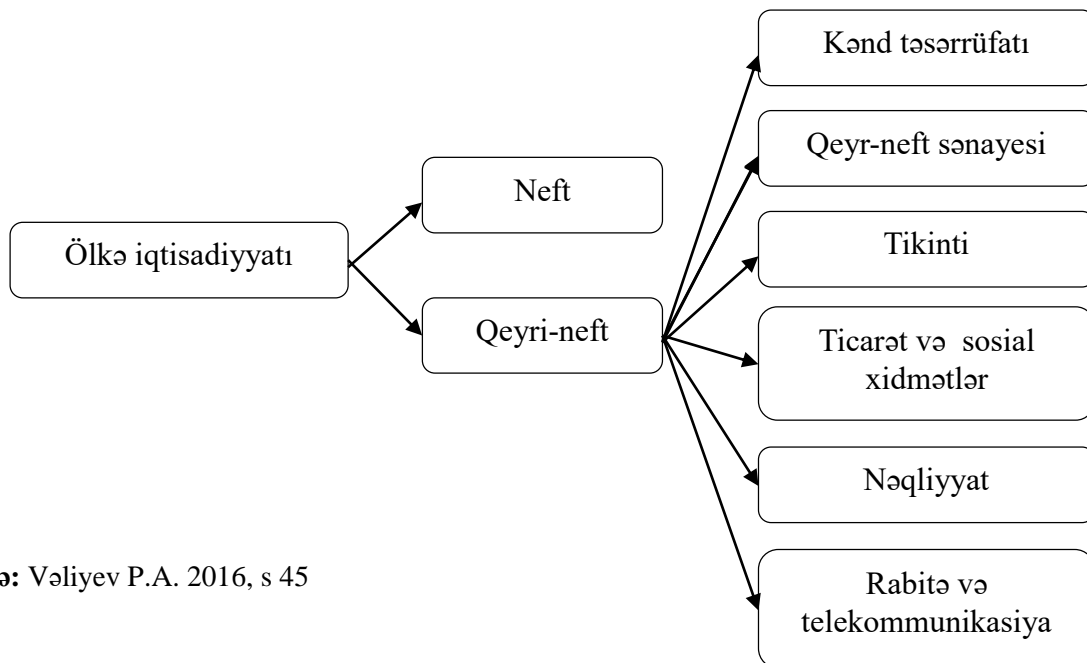 Ölkə iqtisadiyyatı
Neft
Qeyri-neft
Kənd təsərrüfatı
Qeyr-neft sənayesi
Tikinti
Ticarət və sosial
xidmətlər
Nəqliyyat
Rabitə və
telekommunikasiya
ə: Vəliyev P.A. 2016, s 45